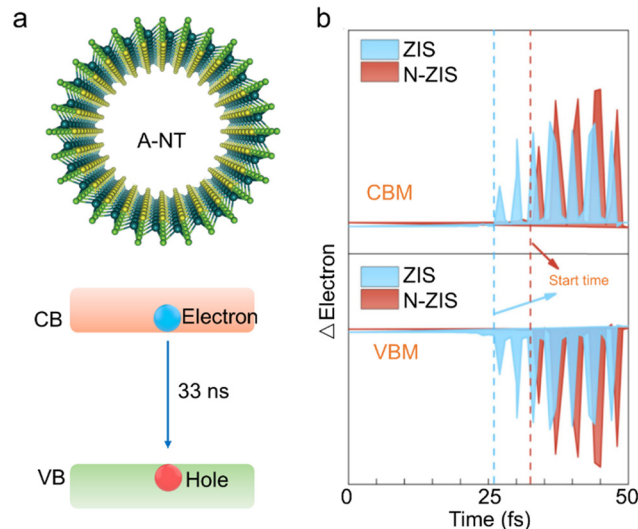 a
A-NT
CB
Electron
33 ns
VB
Hole
b
ZIS
N-ZIS
CBM
ZIS
N-ZIS
Start time
VBM
△ Electron
0
25
50
Time (fs)